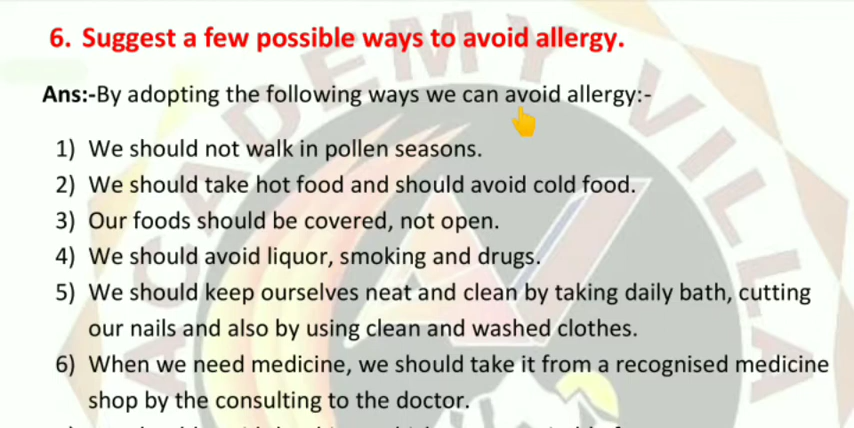 6. Suggest a few possible ways to avoid allergy.
Ans:-By adopting the following ways we can avoid allergy:-
1) We should not walk in pollen seasons.
2) We should take hot food and should avoid cold food.
3) Our foods should be covered, not open.
4) We should avoid liquor, smoking and drugs.
5) We should keep ourselves neat and clean by taking daily bath, cutting
our nails and also by using clean and washed clothes.
6) When we need medicine, we should take it from a recognised medicine
shop by the consulting to the doctor.
ACADEMY VILLA